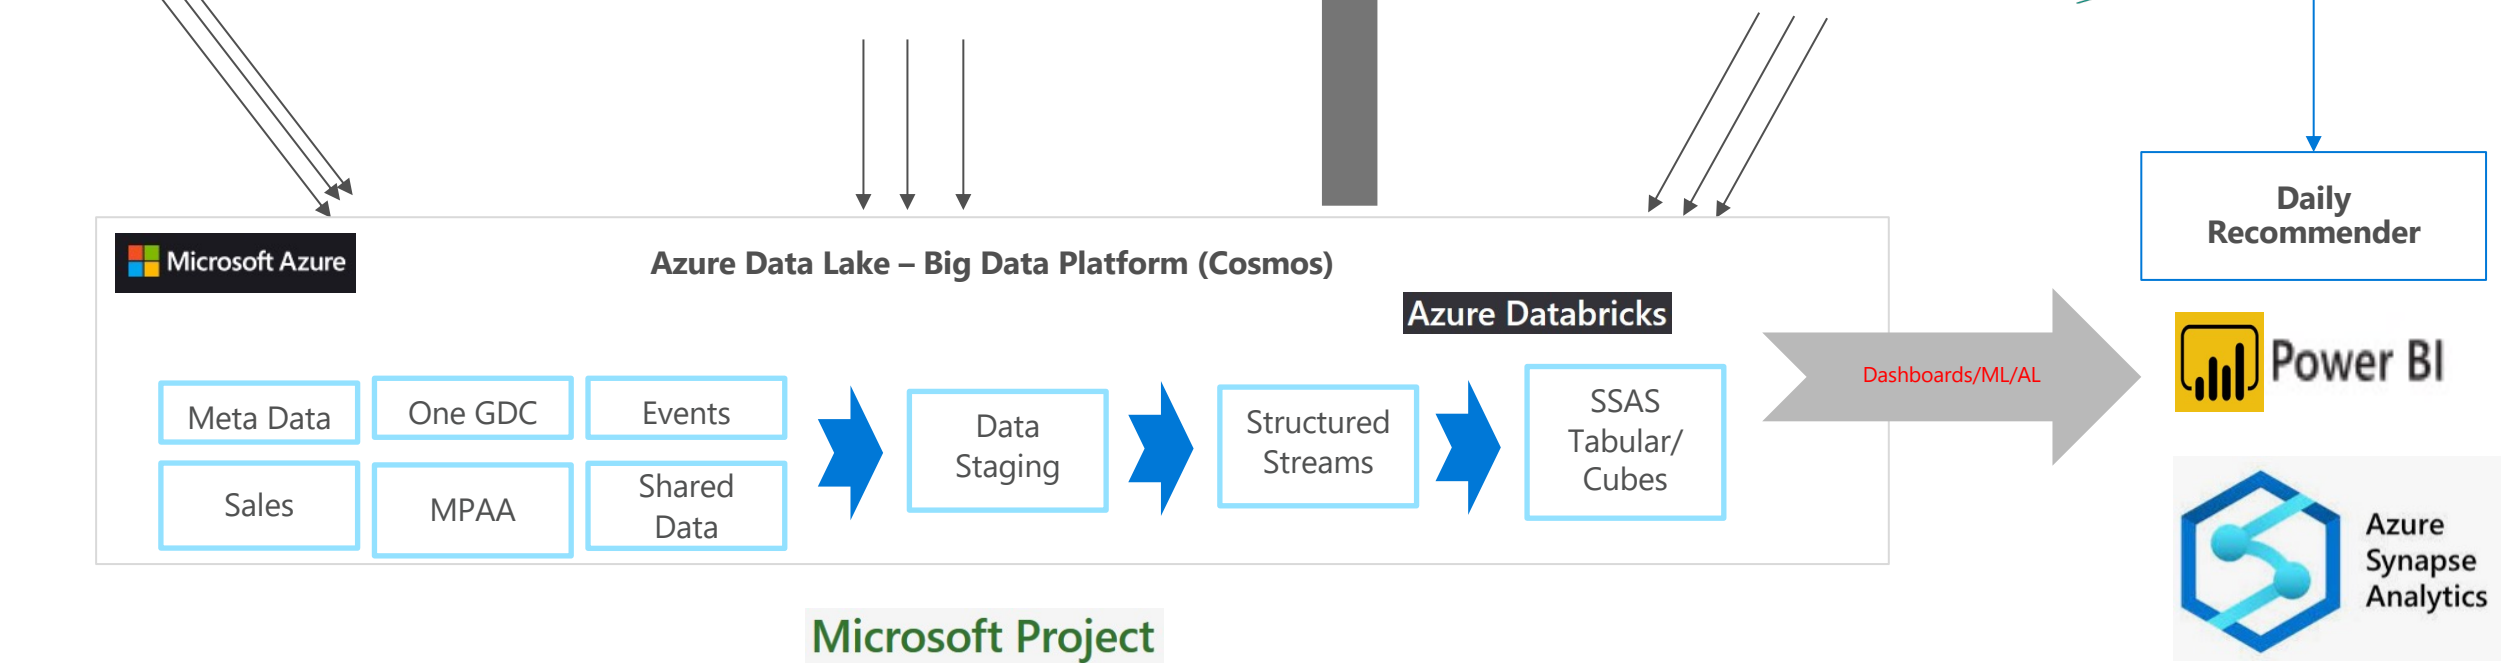 Daily
Recommender
Microsoft Azure
Azure Data Lake – Big Data Platform (Cosmos)
Azure Databricks
Meta Data
One GDC
Events
Sales
MPAA
Shared
Data
Data
Staging
Structured
Streams
SSAS
Tabular/
Cubes
Dashboards/ML/AL
Power BI
Azure
Synapse
Analytics
Microsoft Project